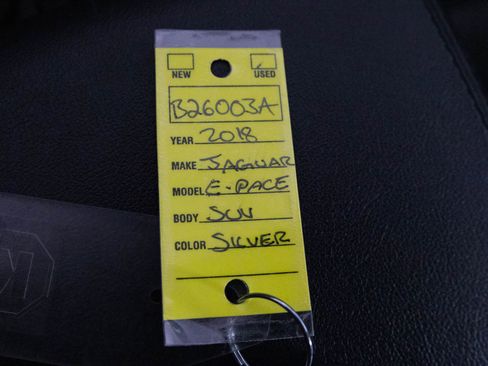 NEW USED
B26003A
YEAR 2018
MAKE JAGUAR
MODEL E-PACE
BODY SUV
COLOR SILVER